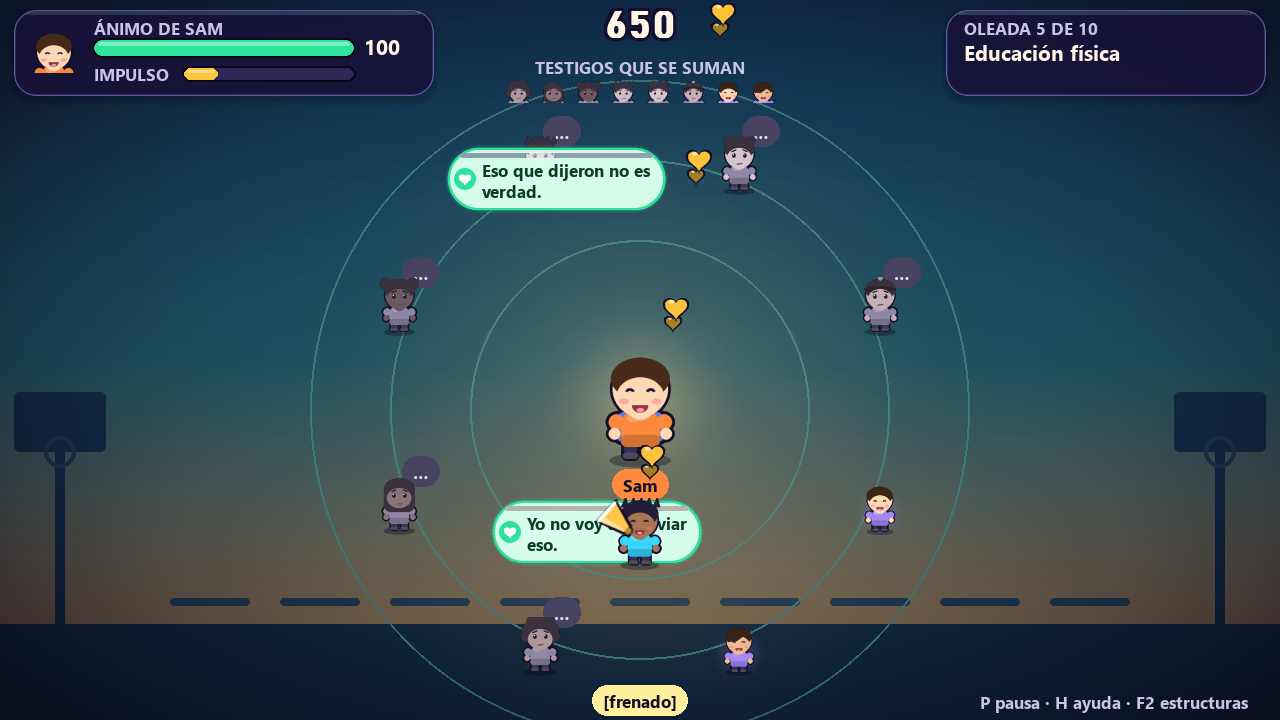 ÁNIMO DE SAM
100
IMPULSO
650
TESTIGOS QUE SE SUMAN
OLEADA 5 DE 10
Educación física
...
...
Eso que dijeron no es
verdad.
...
...
Sam
...
Yo no voy
eso.
...
[frenado]
P pausa · H ayuda · F2 estructuras